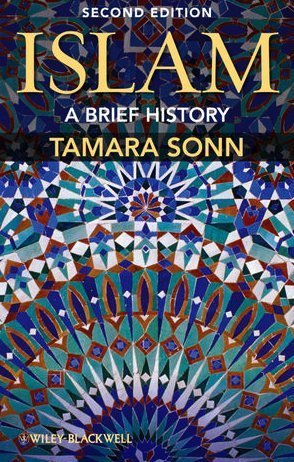 SECOND EDITION
ISLAM
A BRIEF HISTORY
TAMARA SONN
WILEY-BLACKWELL